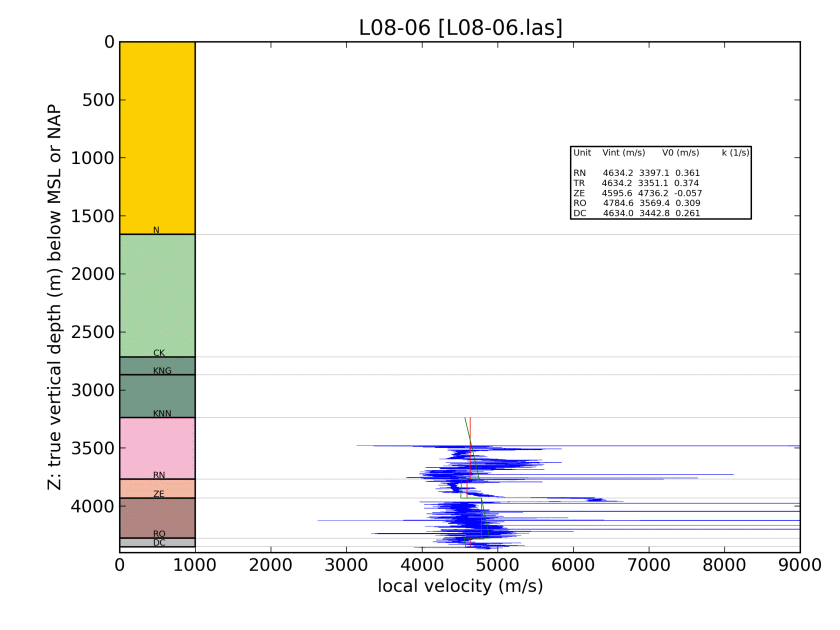 L08-06 [L08-06.las]
Z: true vertical depth (m) below MSL or NAP
0
500
1000
1500
2000
2500
3000
3500
4000
N
CK
KNG
KNN
RN
ZE
RO
DC
Unit Vint (m/s) V0 (m/s) k (1/s)
RN 4634.2 3397.1 0.361
TR 4634.2 3351.1 0.374
ZE 4595.6 4736.2 -0.057
RO 4784.6 3569.4 0.309
DC 4634.0 3442.8 0.261
0 1000 2000 3000 4000 5000 6000 7000 8000 9000
local velocity (m/s)